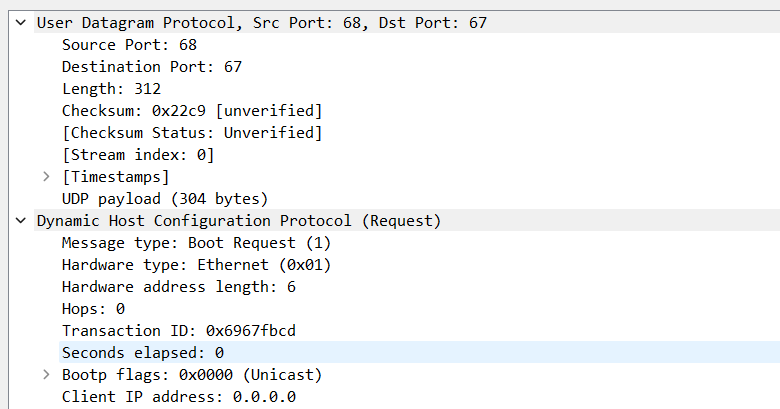 User Datagram Protocol, Src Port: 68, Dst Port: 67
Source Port: 68
Destination Port: 67
Length: 312
Checksum: 0x22c9 [unverified]
[Checksum Status: Unverified]
[Stream index: 0]
[Timestamps]
UDP payload (304 bytes)
Dynamic Host Configuration Protocol (Request)
Message type: Boot Request (1)
Hardware type: Ethernet (0x01)
Hardware address length: 6
Hops: 0
Transaction ID: 0x6967fbcd
Seconds elapsed: 0
Bootp flags: 0x0000 (Unicast)
Client IP address: 0.0.0.0